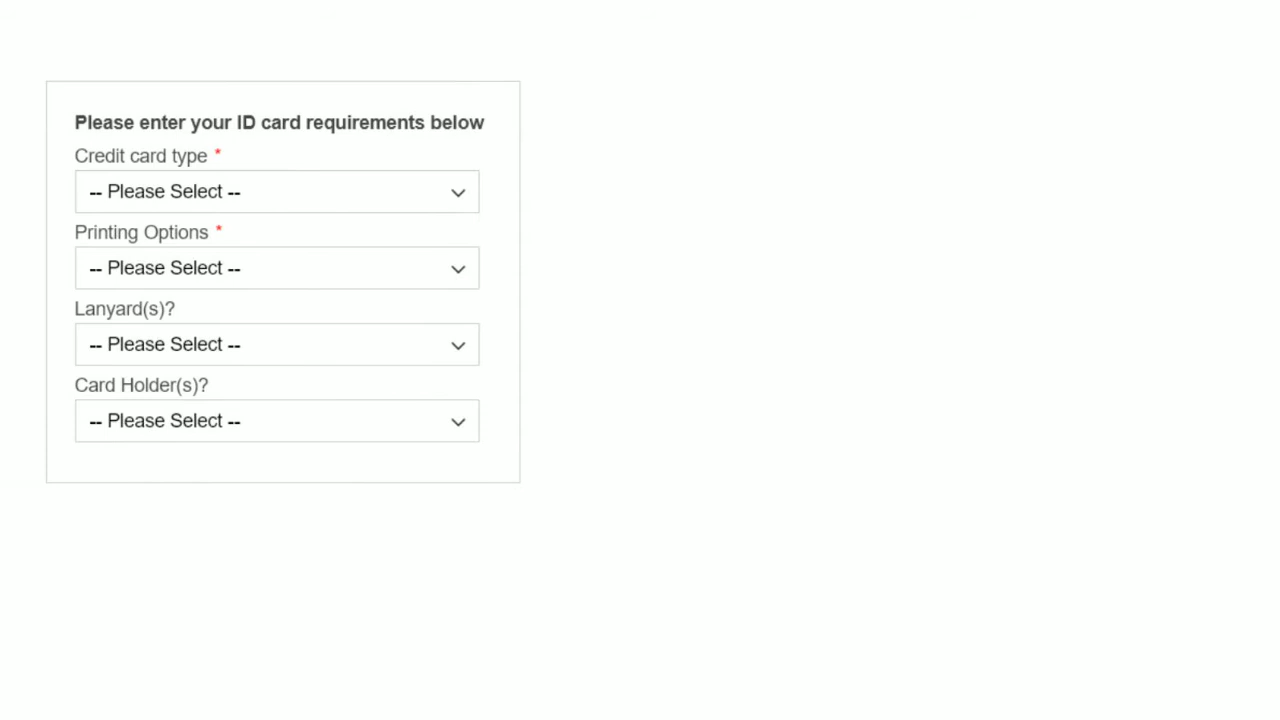 Please enter your ID card requirements below
Credit card type *
-- Please Select --
Printing Options *
-- Please Select --
Lanyard(s)?
-- Please Select --
Card Holder(s)?
-- Please Select --